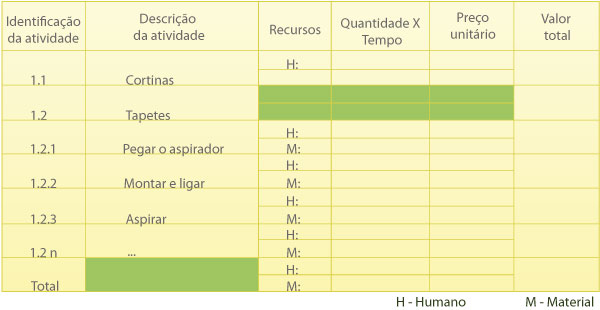 Identificação da atividade
Descrição da atividade
Recursos
Quantidade X Tempo
Preço unitário
Valor total
H:
1.1 Cortinas
1.2 Tapetes
H:
1.2.1 Pegar o aspirador M:
H:
1.2.2 Montar e ligar M:
H:
1.2.3 Aspirar M:
H:
1.2 n ... M:
H:
Total M:
H - Humano M - Material